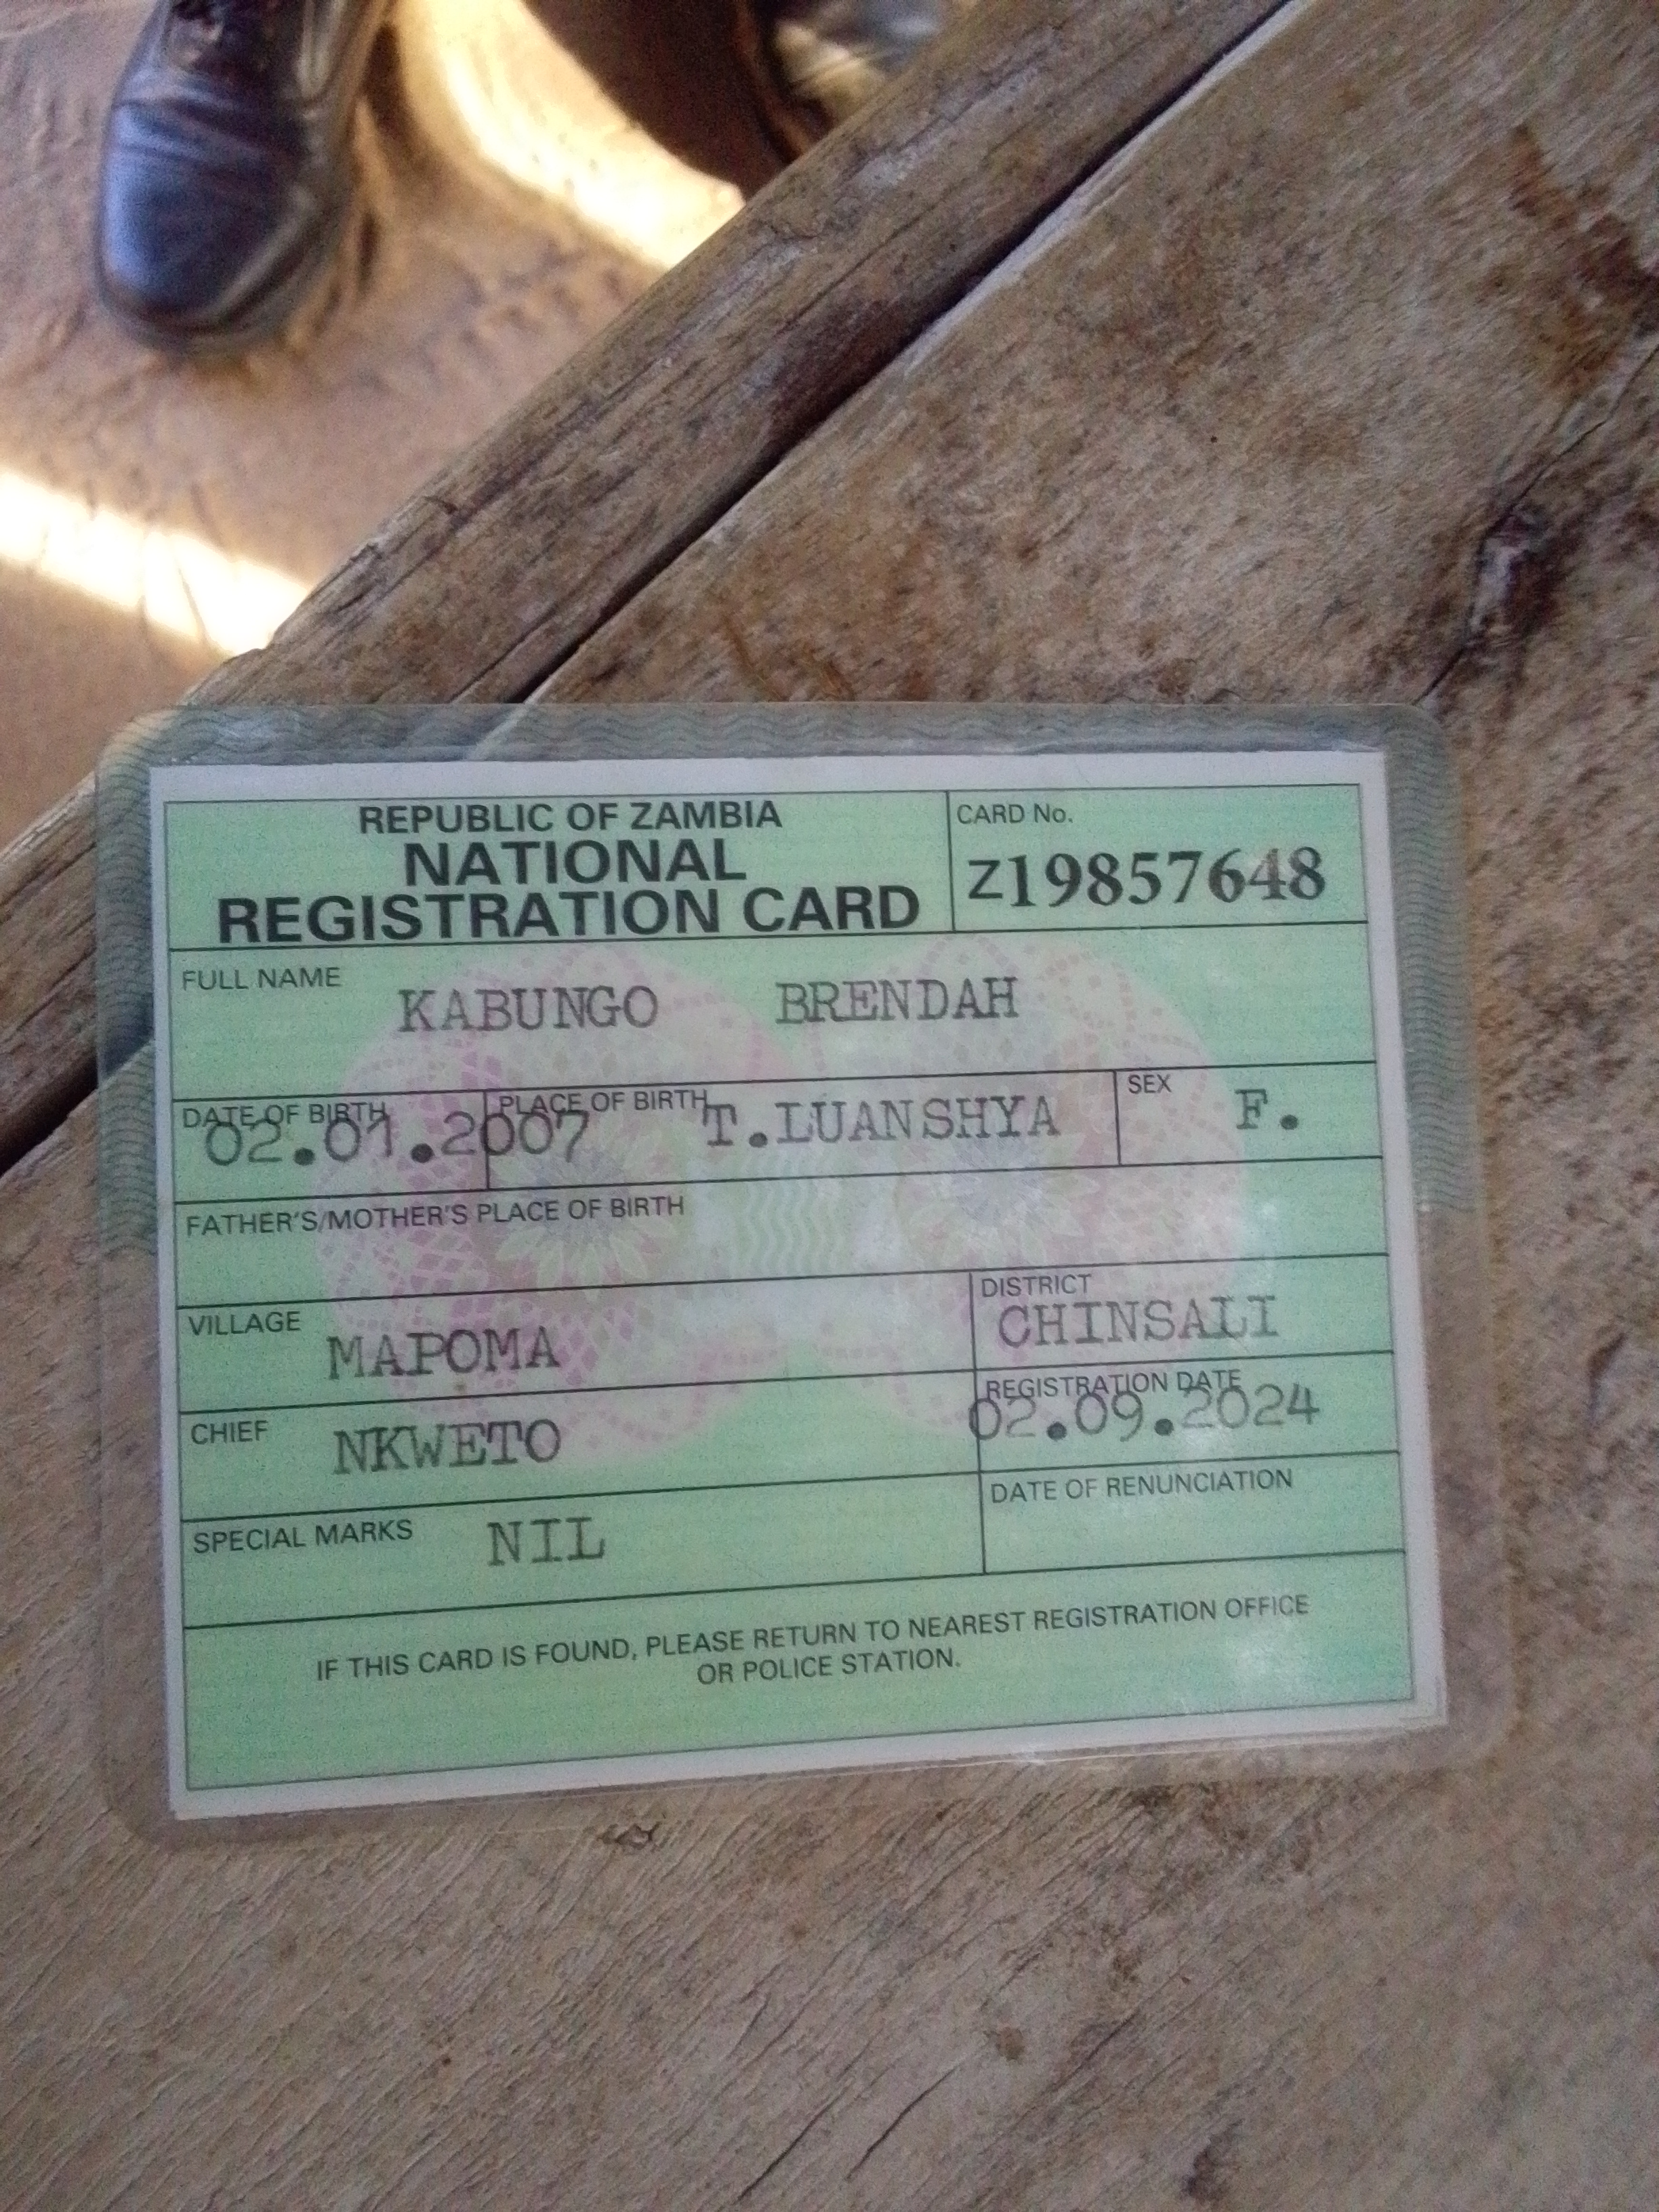 REPUBLIC OF ZAMBIA
NATIONAL
REGISTRATION CARD
CARD No.
Z19857648
FULL NAME
KABUNGO BRENDAH
DATE OF BIRTH
02.01.2007
PLACE OF BIRTH
T.LUANSHYA
SEX
F.
FATHER'S/MOTHER'S PLACE OF BIRTH
VILLAGE
MAPOMA
DISTRICT
CHINSALI
CHIEF
NKWETO
REGISTRATION DATE
02.09.2024
SPECIAL MARKS
NIL
DATE OF RENUNCIATION
IF THIS CARD IS FOUND, PLEASE RETURN TO NEAREST REGISTRATION OFFICE
OR POLICE STATION.